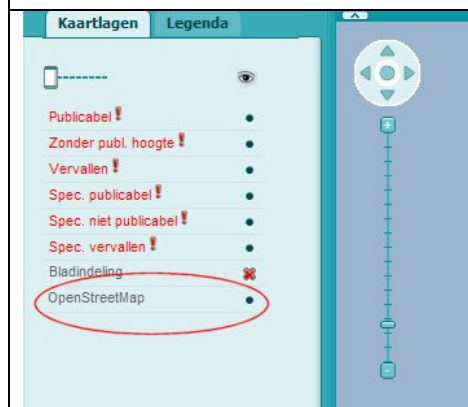 Kaartlagen Legenda
Publicabel!
Zonder publ. hoogte!
Vervallen!
Spec. publicabel!
Spec. niet publicabel!
Spec. vervallen!
Bladindeling
OpenStreetMap